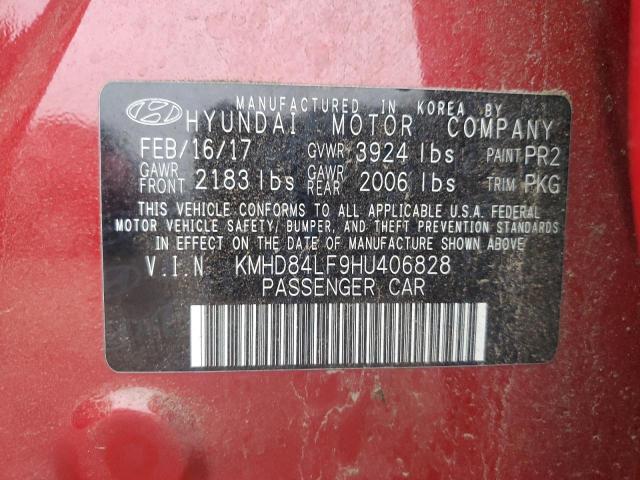 MANUFACTURED IN KOREA BY
HYUNDAI MOTOR COMPANY
FEB/16/17 GVWR 3924 lbs PAINT PR2
GAWR FRONT 2183 lbs GAWR REAR 2006 lbs TRIM PKG
THIS VEHICLE CONFORMS TO ALL APPLICABLE U.S.A. FEDERAL
MOTOR VEHICLE SAFETY/ BUMPER, AND THEFT PREVENTION STANDARDS
IN EFFECT ON THE DATE OF MANUFACTURE SHOWN ABOVE.
V.I.N KMHD84LF9HU406828
PASSENGER CAR